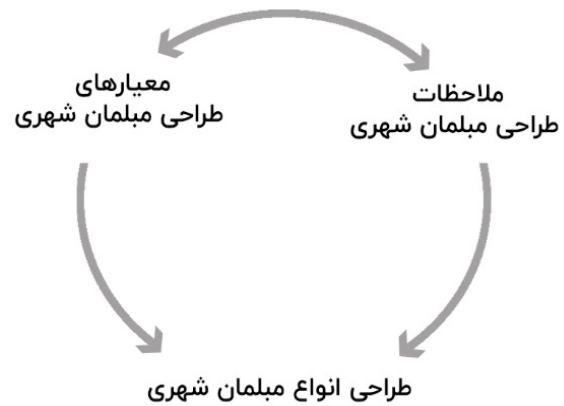 ملاحظات
طراحی مبلمان شهری
معیارهای
طراحی مبلمان شهری
طراحی انواع مبلمان شهری